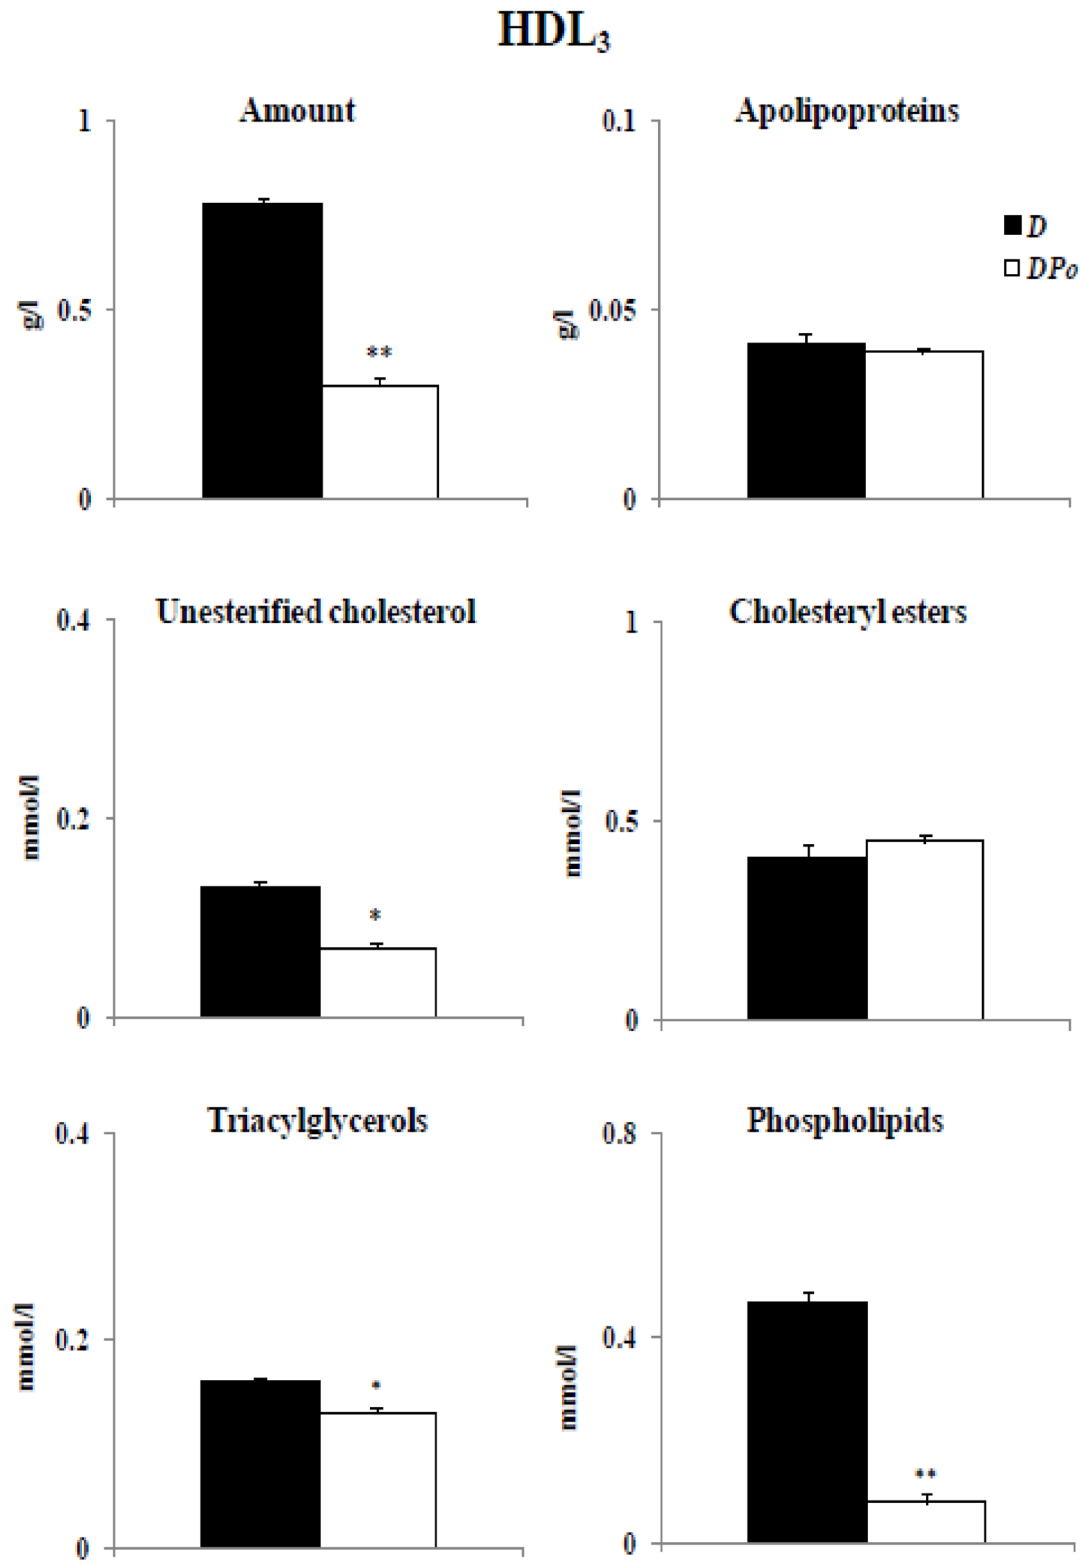 HDL₃
Amount
1
0.5
0
g/l
**
Apolipoproteins
0.1
0.05
0
g/l
D
DPo
Unesterified cholesterol
0.4
0.2
0
mmol/l
*
Cholesteryl esters
1
0.5
0
mmol/l
Triacylglycerols
0.4
0.2
0
mmol/l
*
Phospholipids
0.8
0.4
0
mmol/l
**